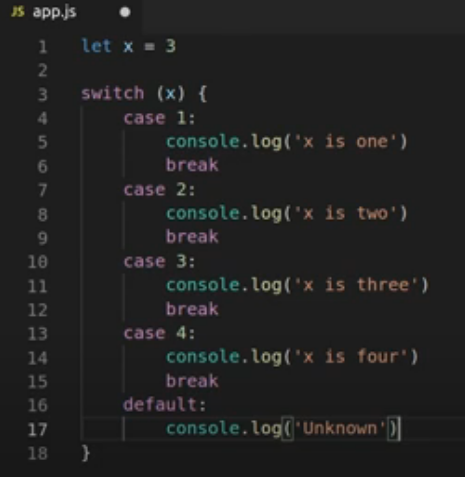 JS app.js ●
1 let x = 3
2
3 switch (x) {
4     case 1:
5         console.log('x is one')
6         break
7     case 2:
8         console.log('x is two')
9         break
10     case 3:
11         console.log('x is three')
12         break
13     case 4:
14         console.log('x is four')
15         break
16     default:
17         console.log('Unknown')
18 }